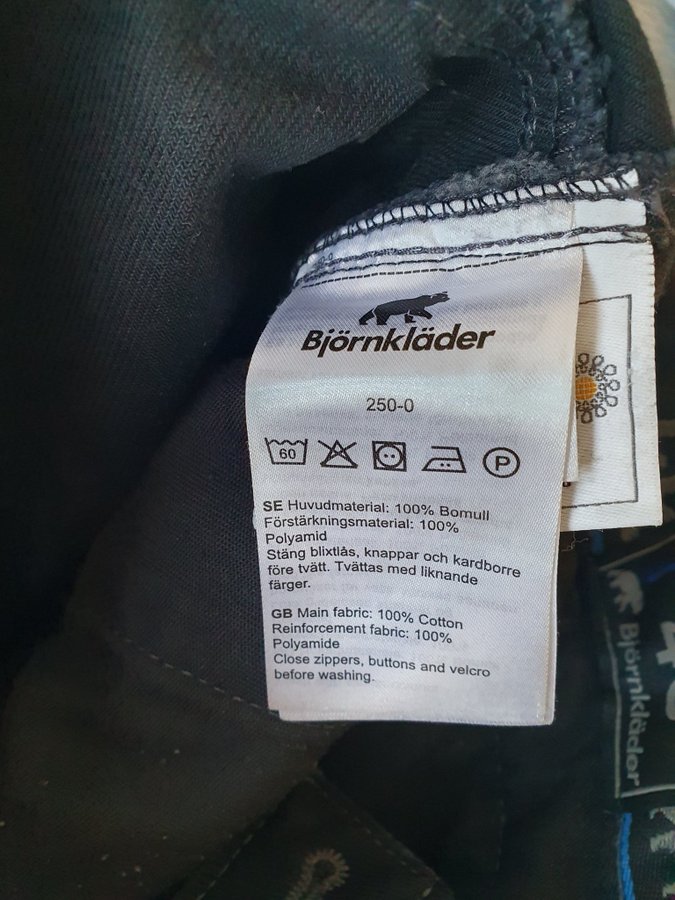 Björnkläder
250-0
60
P
SE Huvudmaterial: 100% Bomull
Förstärkningsmaterial: 100%
Polyamid
Stäng blixtlås, knappar och kardborre
före tvätt. Tvättas med liknande
färger.
GB Main fabric: 100% Cotton
Reinforcement fabric: 100%
Polyamide
Close zippers, buttons and velcro
before washing.
Björnkläder